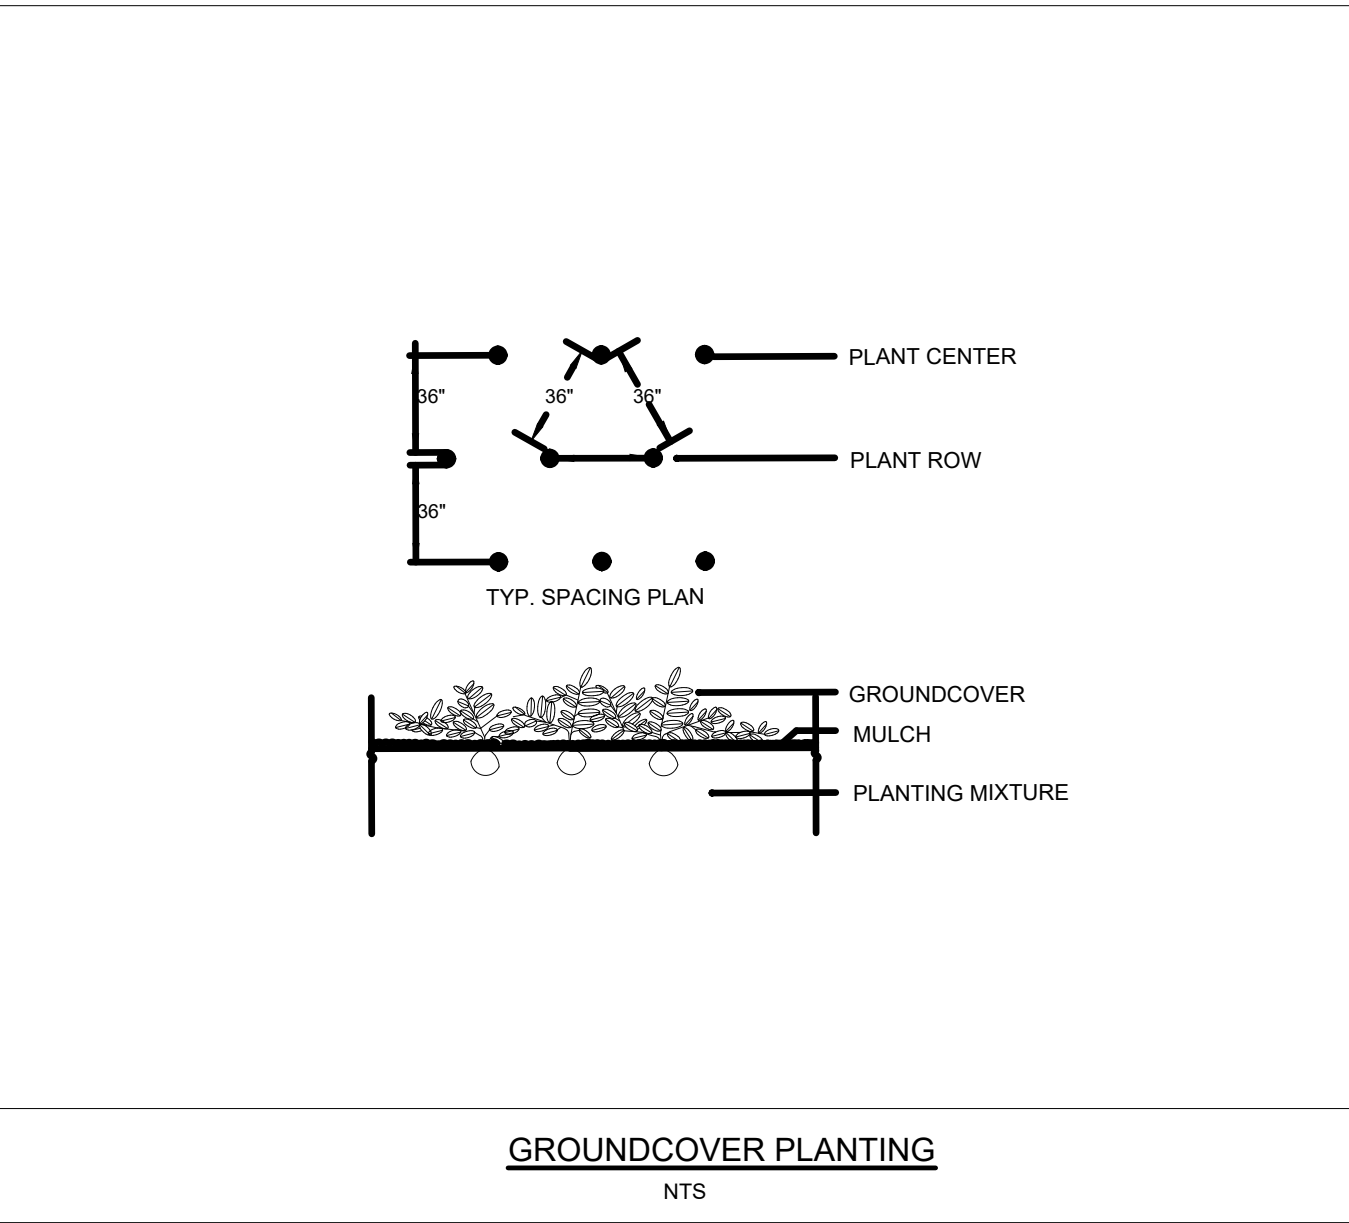 PLANT CENTER
36"
36"
36"
PLANT ROW
36"
TYP. SPACING PLAN
GROUNDCOVER
MULCH
PLANTING MIXTURE
GROUNDCOVER PLANTING
NTS